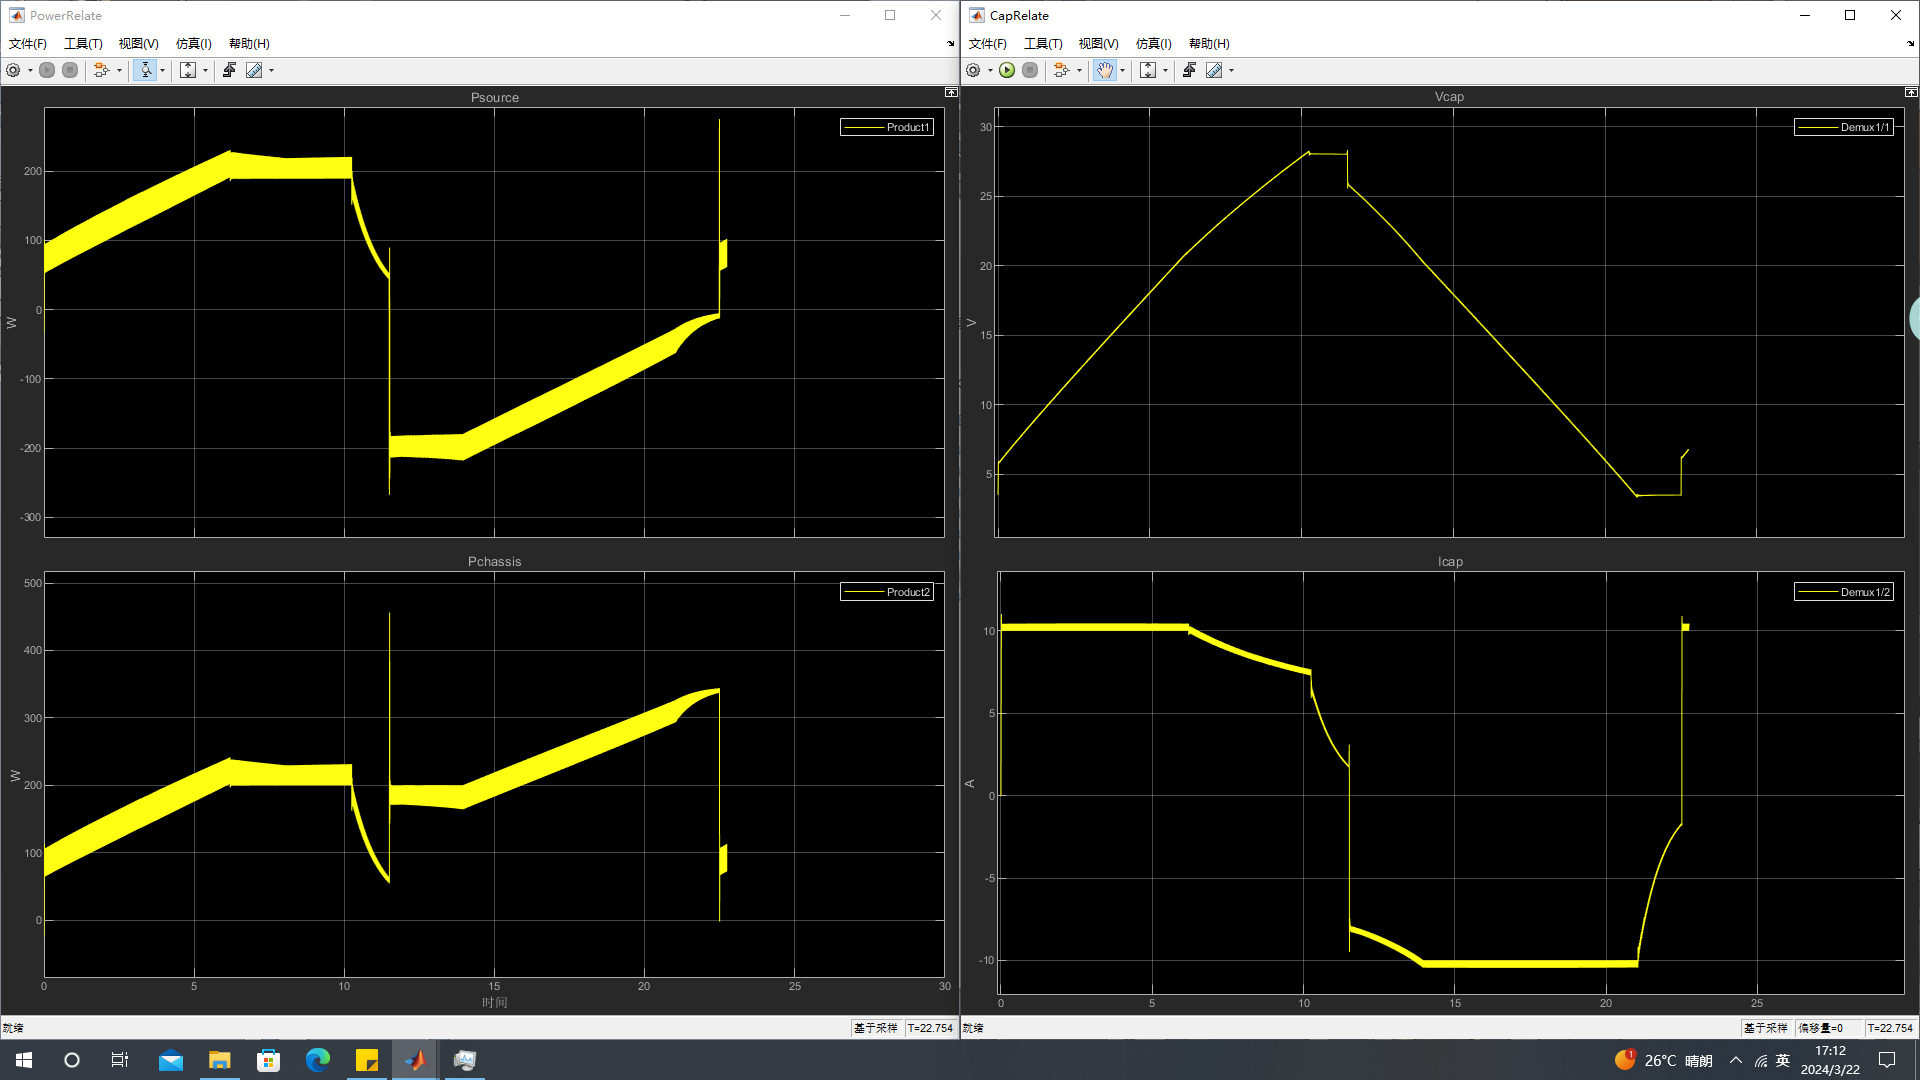 PowerRelate
文件(F) 工具(T) 视图(V) 仿真(I) 帮助(H)
Psource
Product1
200
100
0
-100
-200
-300
W
Pchassis
Product2
500
400
300
200
100
0
W
0 5 10 15 20 25 30
时间
就绪
基于采样 T=22.754
CapRelate
文件(F) 工具(T) 视图(V) 仿真(I) 帮助(H)
Vcap
Demux1/1
30
25
20
15
10
5
V
Icap
Demux1/2
10
5
0
-5
-10
A
0 5 10 15 20 25
就绪
基于采样 偏移量=0 T=22.754
1
26°C 晴朗
英
17:12
2024/3/22